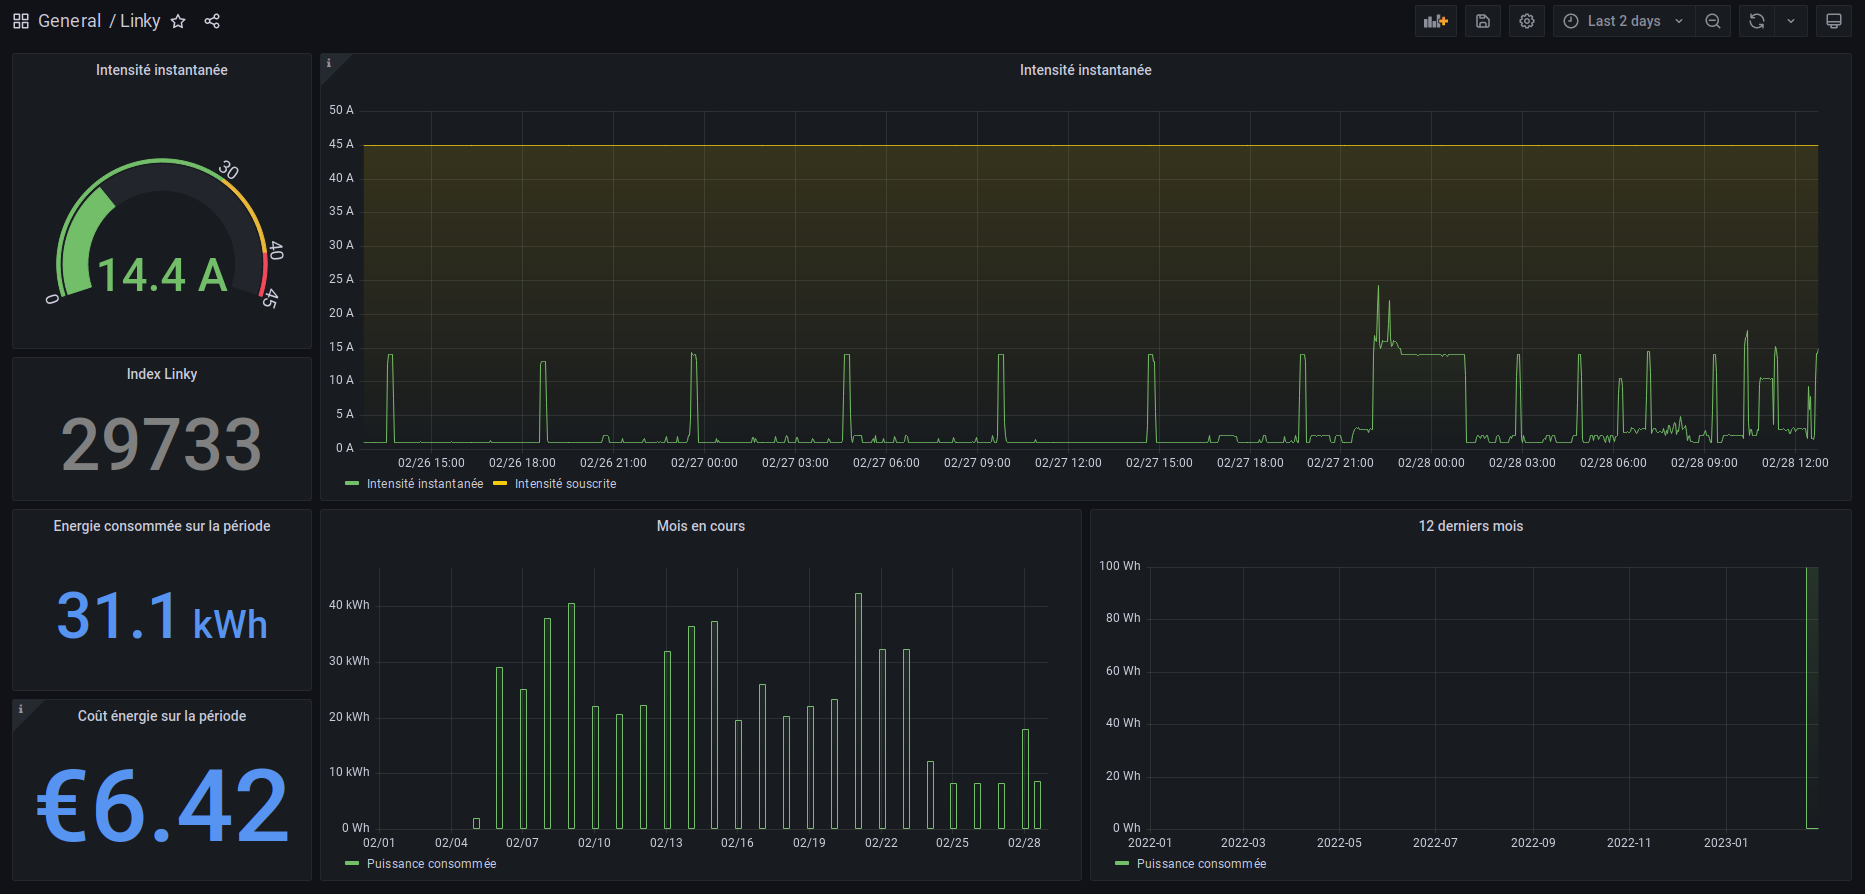 General / Linky
Last 2 days
Intensité instantanée
0
30
40
45
14.4 A
Index Linky
29733
Energie consommée sur la période
31.1 kWh
i
Coût énergie sur la période
€6.42
i
Intensité instantanée
50 A
45 A
40 A
35 A
30 A
25 A
20 A
15 A
10 A
5 A
0 A
02/26 15:00 02/26 18:00 02/26 21:00 02/27 00:00 02/27 03:00 02/27 06:00 02/27 09:00 02/27 12:00 02/27 15:00 02/27 18:00 02/27 21:00 02/28 00:00 02/28 03:00 02/28 06:00 02/28 09:00 02/28 12:00
Intensité instantanée Intensité souscrite
Mois en cours
40 kWh
30 kWh
20 kWh
10 kWh
0 Wh
02/01 02/04 02/07 02/10 02/13 02/16 02/19 02/22 02/25 02/28
Puissance consommée
12 derniers mois
100 Wh
80 Wh
60 Wh
40 Wh
20 Wh
0 Wh
2022-01 2022-03 2022-05 2022-07 2022-09 2022-11 2023-01
Puissance consommée